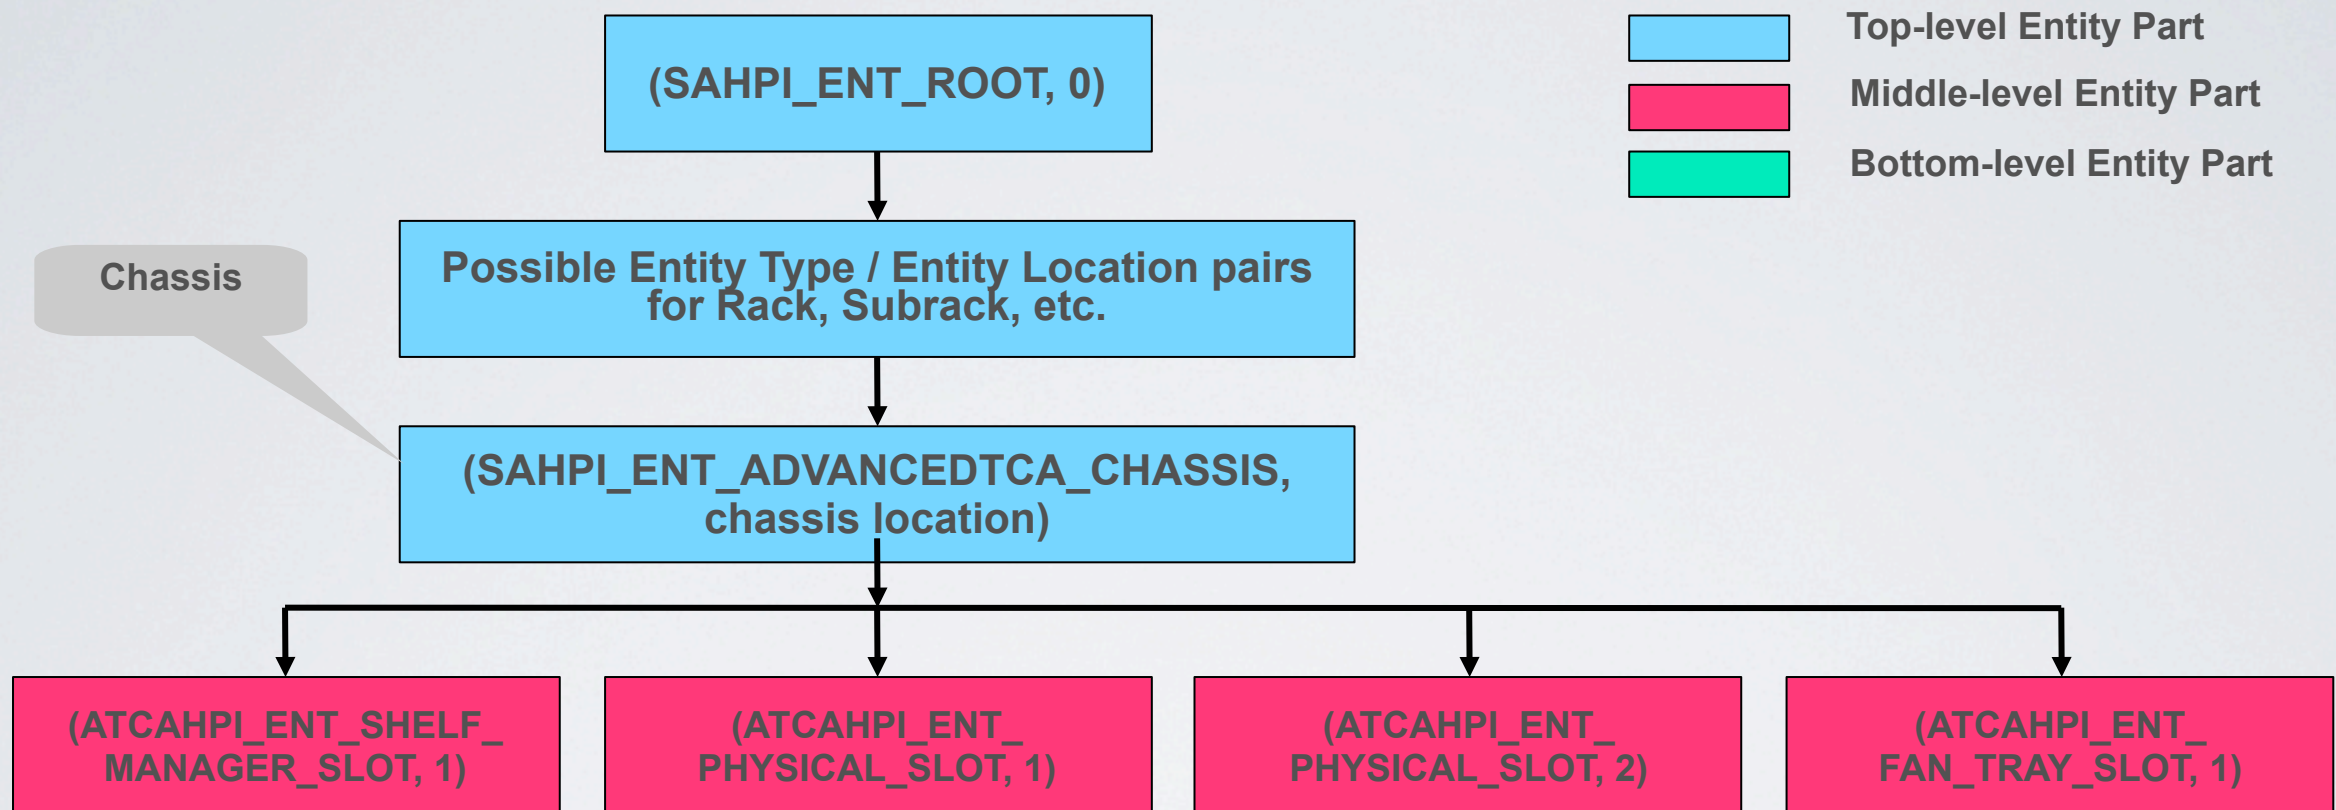 (SAHPI_ENT_ROOT, 0)
Top-level Entity Part
Middle-level Entity Part
Bottom-level Entity Part
Chassis
Possible Entity Type / Entity Location pairs
for Rack, Subrack, etc.
(SAHPI_ENT_ADVANCEDTCA_CHASSIS,
chassis location)
(ATCAHPI_ENT_SHELF_
MANAGER_SLOT, 1)
(ATCAHPI_ENT_
PHYSICAL_SLOT, 1)
(ATCAHPI_ENT_
PHYSICAL_SLOT, 2)
(ATCAHPI_ENT_
FAN_TRAY_SLOT, 1)